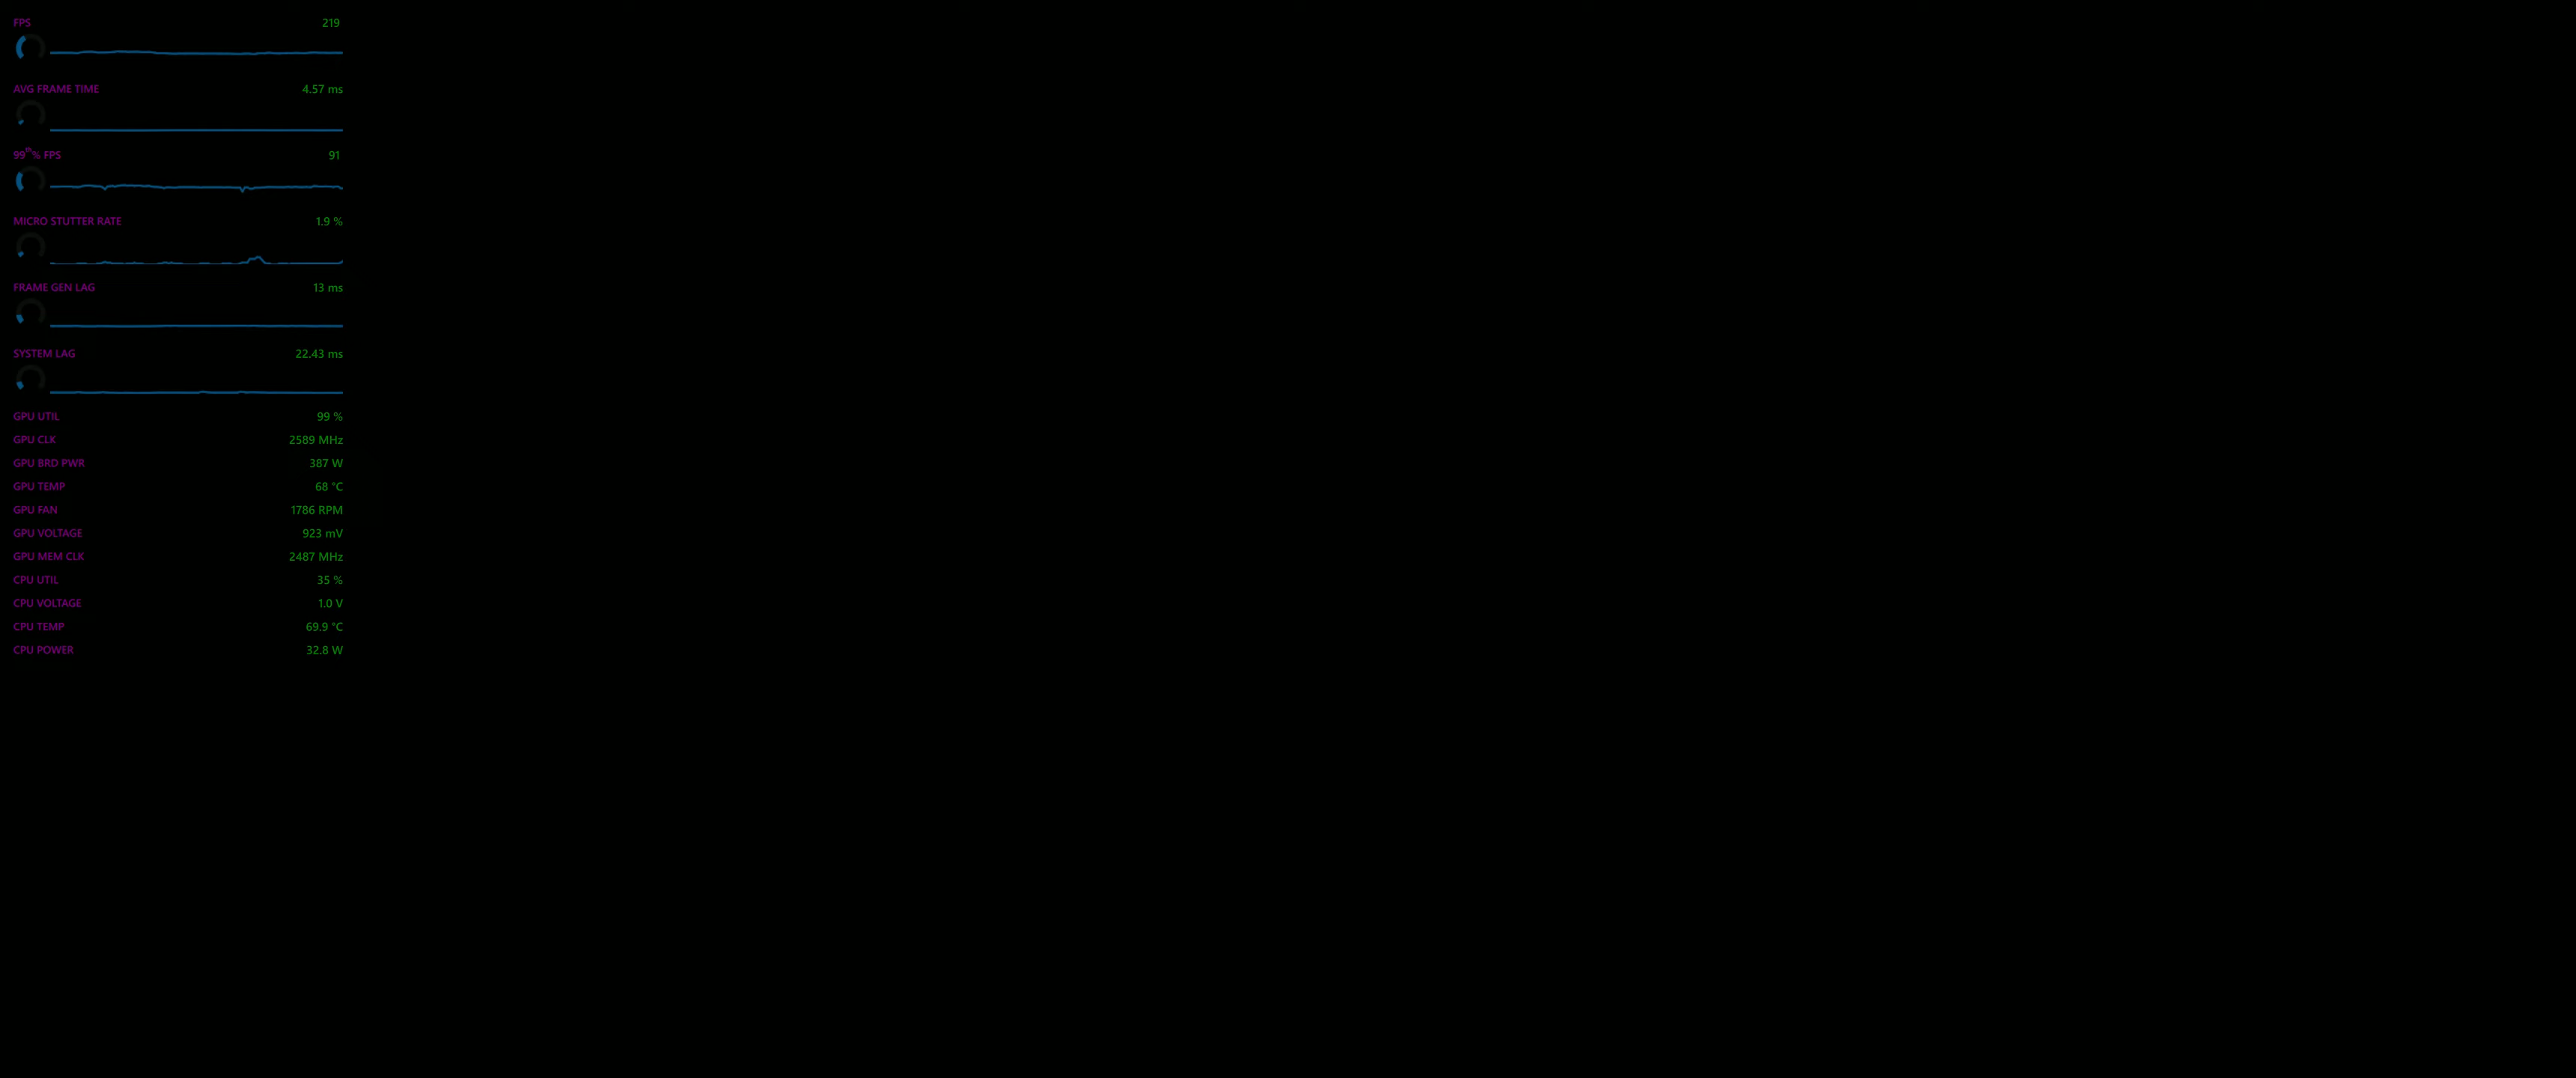 FPS 219
AVG FRAME TIME 4.57 ms
99th% FPS 91
MICRO STUTTER RATE 1.9 %
FRAME GEN LAG 13 ms
SYSTEM LAG 22.43 ms
GPU UTIL 99 %
GPU CLK 2589 MHz
GPU BRD PWR 387 W
GPU TEMP 68 °C
GPU FAN 1786 RPM
GPU VOLTAGE 923 mV
GPU MEM CLK 2487 MHz
CPU UTIL 35 %
CPU VOLTAGE 1.0 V
CPU TEMP 69.9 °C
CPU POWER 32.8 W